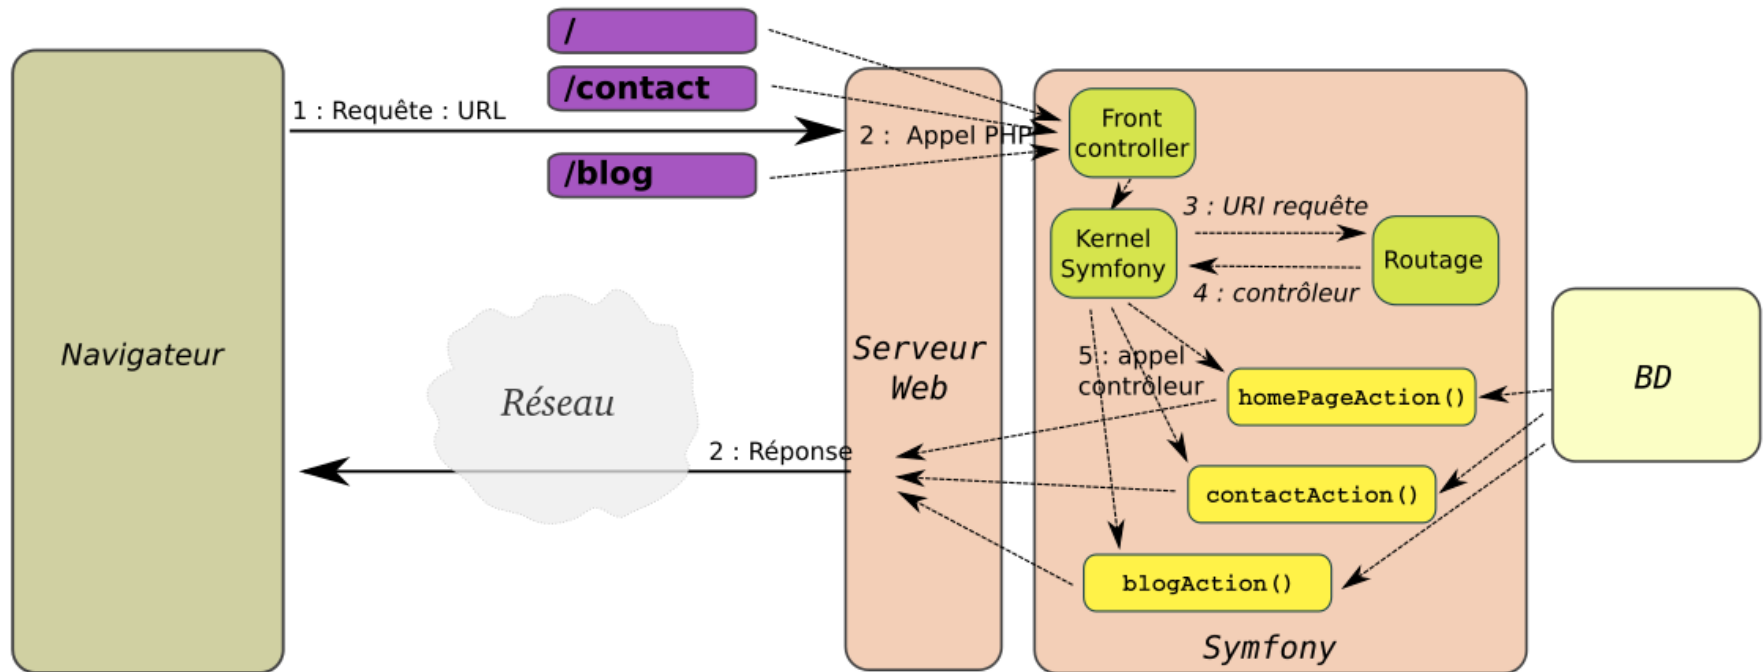 /
/contact
1 : Requête : URL
2 :  Appel PHP
/blog
Front
controller
3 : URI requête
Kernel
Symfony
Routage
4 : contrôleur
Navigateur
Réseau
Serveur
Web
5 : appel
contrôleur
homePageAction()
BD
2 : Réponse
contactAction()
blogAction()
Symfony